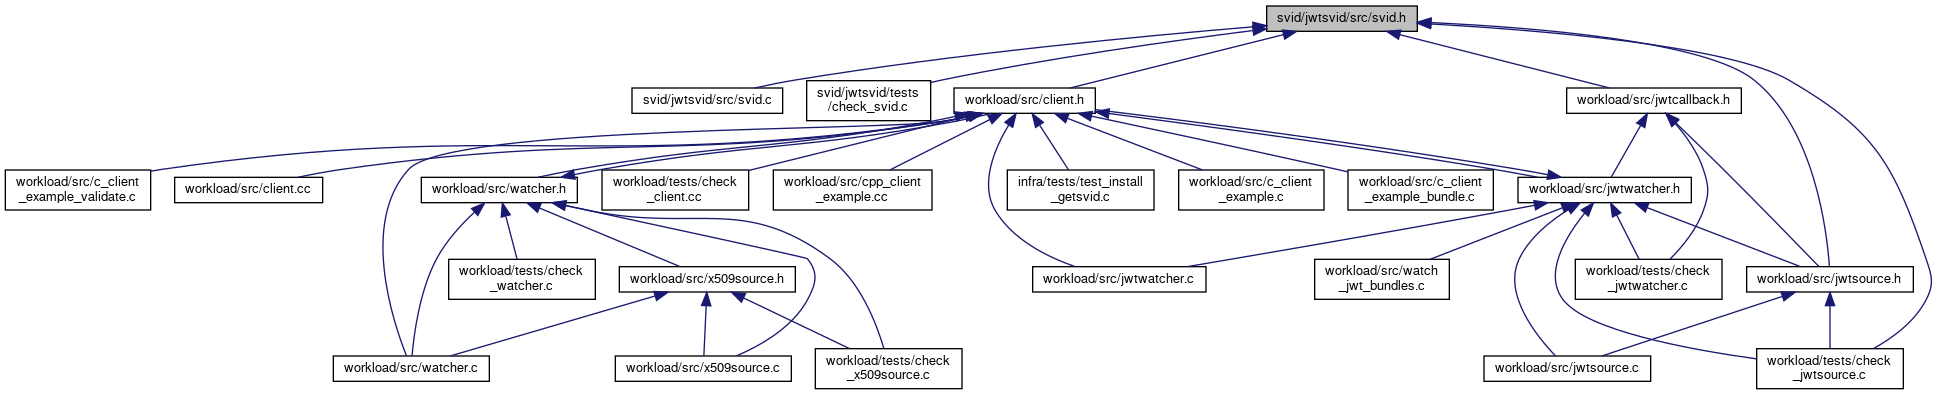 svid/jwtsvid/src/svid.h
svid/jwtsvid/src/svid.c
svid/jwtsvid/tests
/check_svid.c
workload/src/client.h
workload/src/jwtcallback.h
workload/src/c_client
_example_validate.c
workload/src/client.cc
workload/src/watcher.h
workload/tests/check
_client.cc
workload/src/cpp_client
_example.cc
infra/tests/test_install
_getsvid.c
workload/src/c_client
_example.c
workload/src/c_client
_example_bundle.c
workload/src/jwtwatcher.h
workload/tests/check
_watcher.c
workload/src/x509source.h
workload/src/jwtwatcher.c
workload/src/watch
_jwt_bundles.c
workload/tests/check
_jwtwatcher.c
workload/src/jwtsource.h
workload/src/watcher.c
workload/src/x509source.c
workload/tests/check
_x509source.c
workload/src/jwtsource.c
workload/tests/check
_jwtsource.c